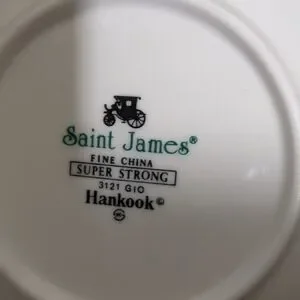 Saint James®
FINE CHINA
SUPER STRONG
3121 GIO
Hankook©